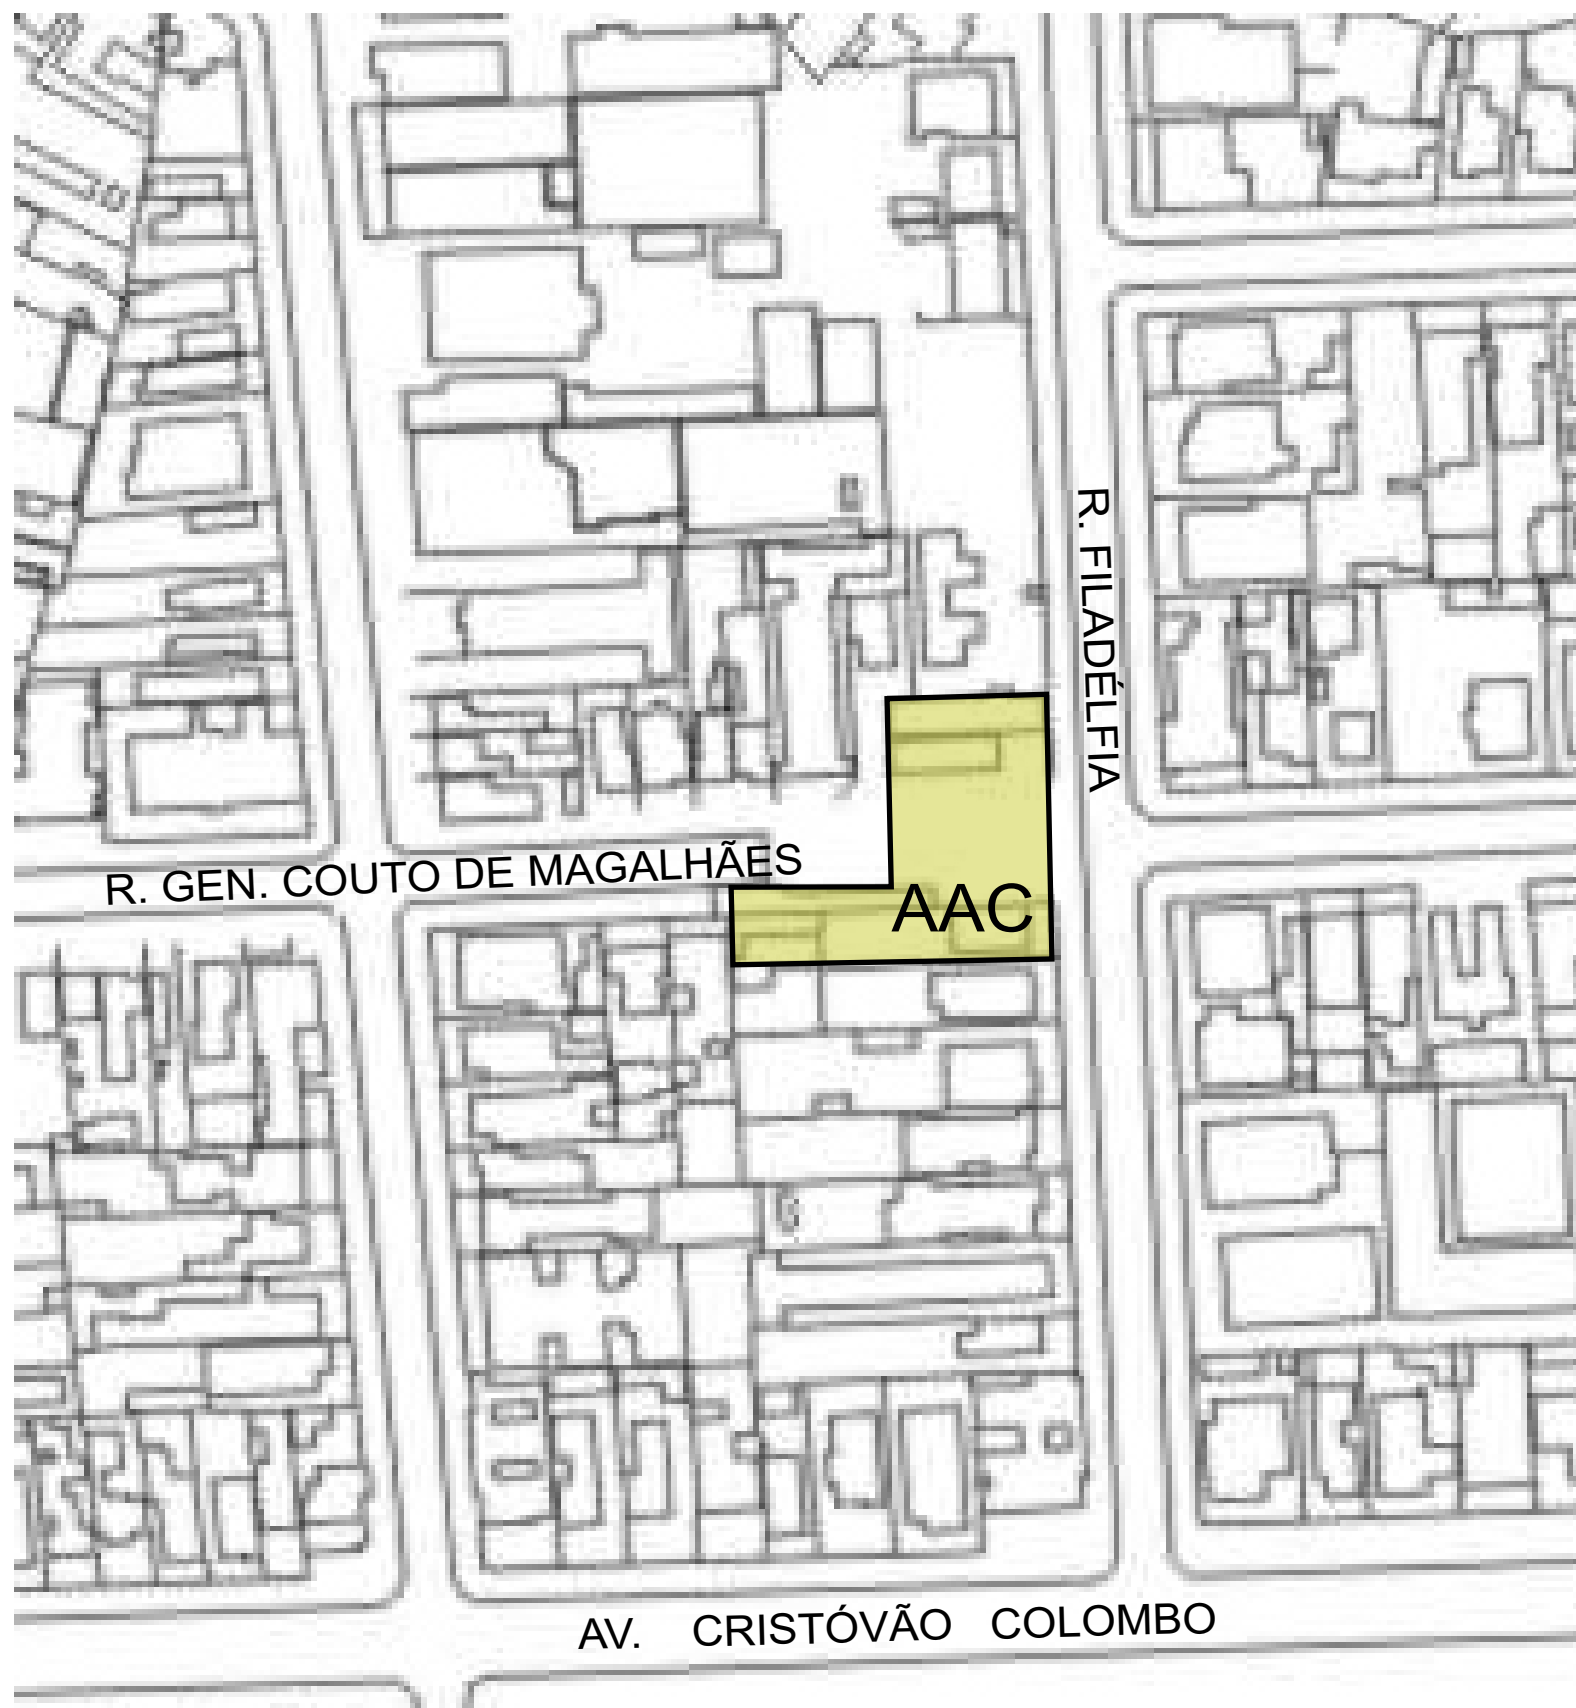 R. FILADÉLFIA
R. GEN. COUTO DE MAGALHÃES
AAC
AV. CRISTÓVÃO COLOMBO